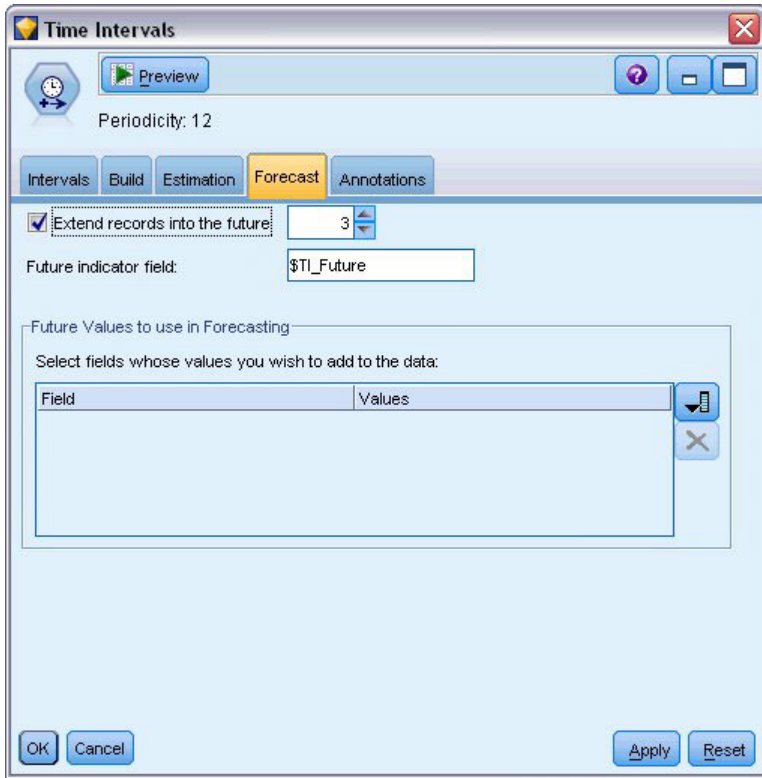 Time Intervals
Preview
Periodicity: 12
Intervals Build Estimation Forecast Annotations
Extend records into the future 3
Future indicator field: $TI_Future
Future Values to use in Forecasting
Select fields whose values you wish to add to the data:
Field Values
OK Cancel Apply Reset